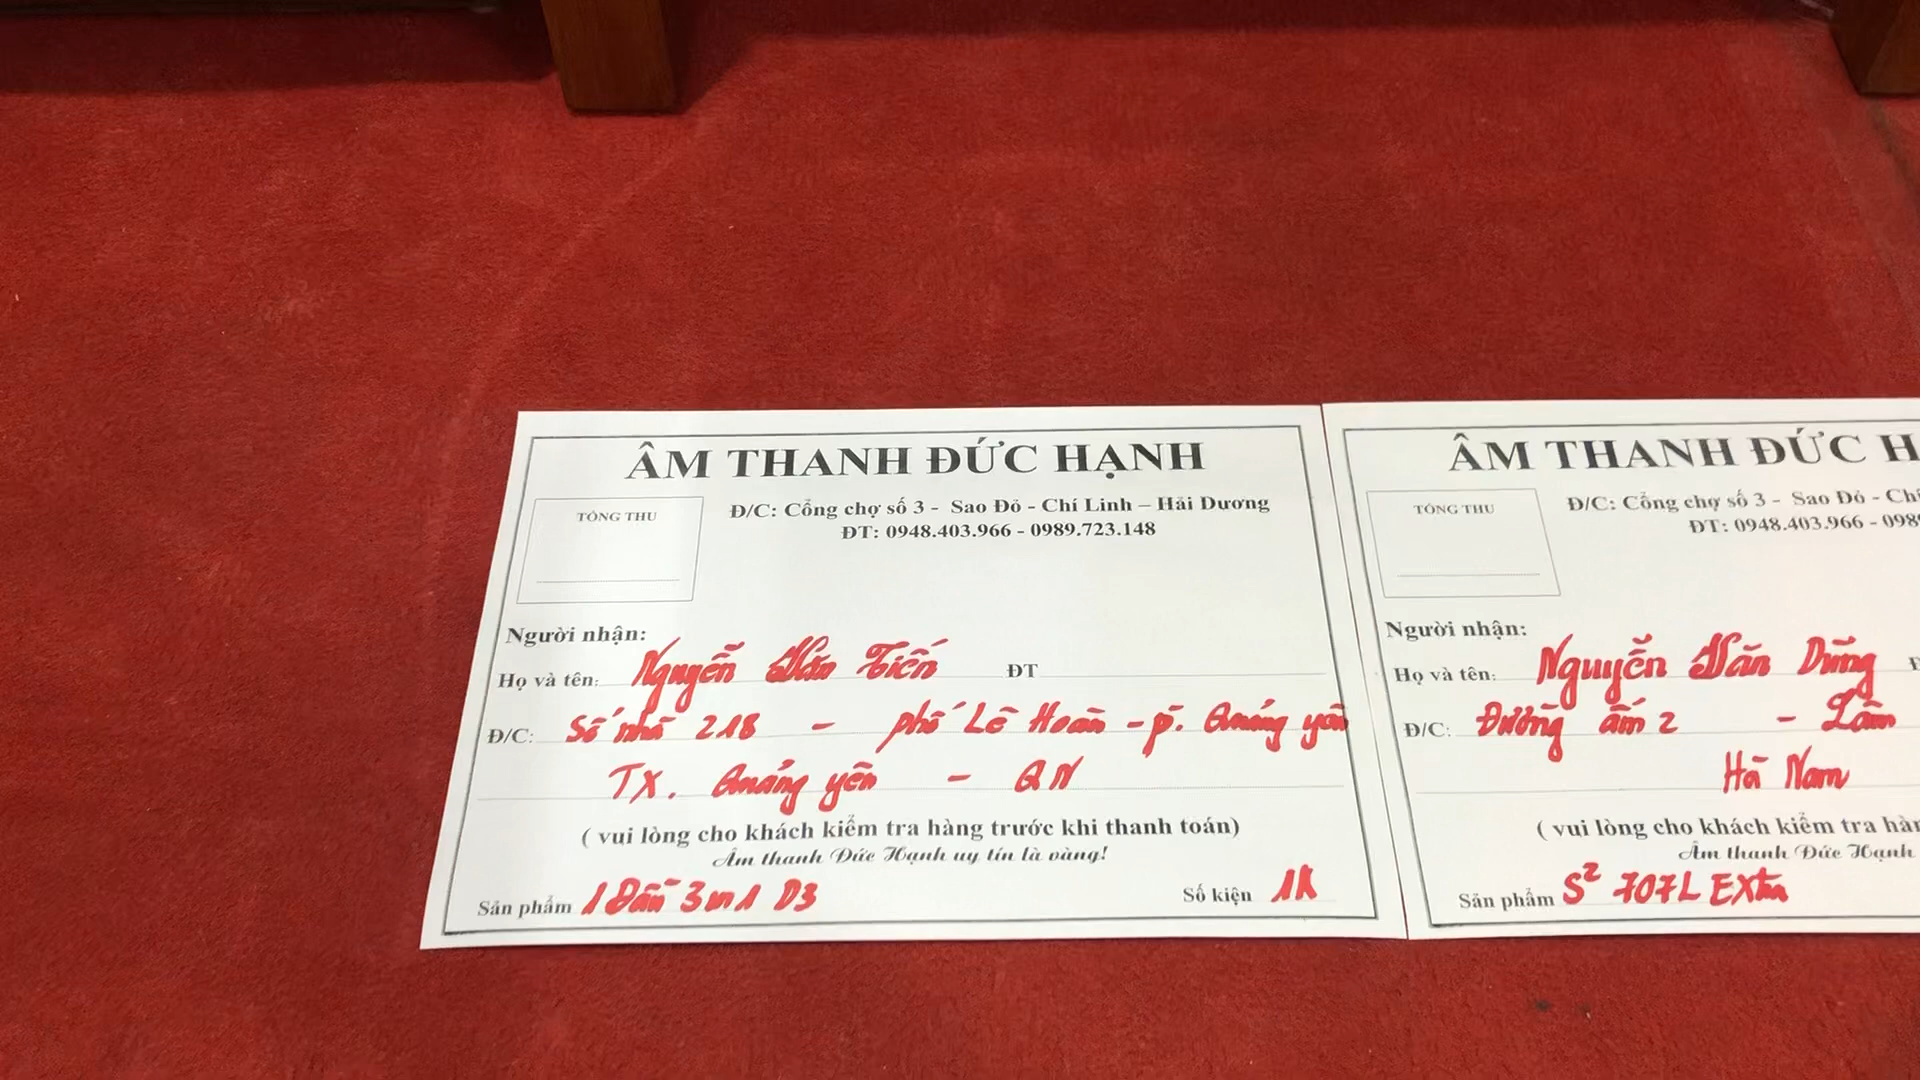 ÂM THANH ĐỨC HẠNH
TỔNG THU
Đ/C: Cổng chợ số 3 - Sao Đỏ - Chí Linh – Hải Dương
ĐT: 0948.403.966 - 0989.723.148
Người nhận:
Họ và tên: Nguyễn Văn Tiến ĐT
Đ/C: Số nhà 218 - phố Lê Hoàn - p. Quảng yên
TX. Quảng yên - QN
( vui lòng cho khách kiểm tra hàng trước khi thanh toán)
Âm thanh Đức Hạnh uy tín là vàng!
Sản phẩm 1 Dẫn 3 in 1 D3 Số kiện 1K
ÂM THANH ĐỨC H
TỔNG THU
Đ/C: Cổng chợ số 3 - Sao Đỏ - Chí
ĐT: 0948.403.966 - 098
Người nhận:
Họ và tên: Nguyễn Văn Dũng
Đ/C: Đường ấm 2 - Lâm
Hà Nam
( vui lòng cho khách kiểm tra hàn
Âm thanh Đức Hạnh
Sản phẩm S² 707L Extra